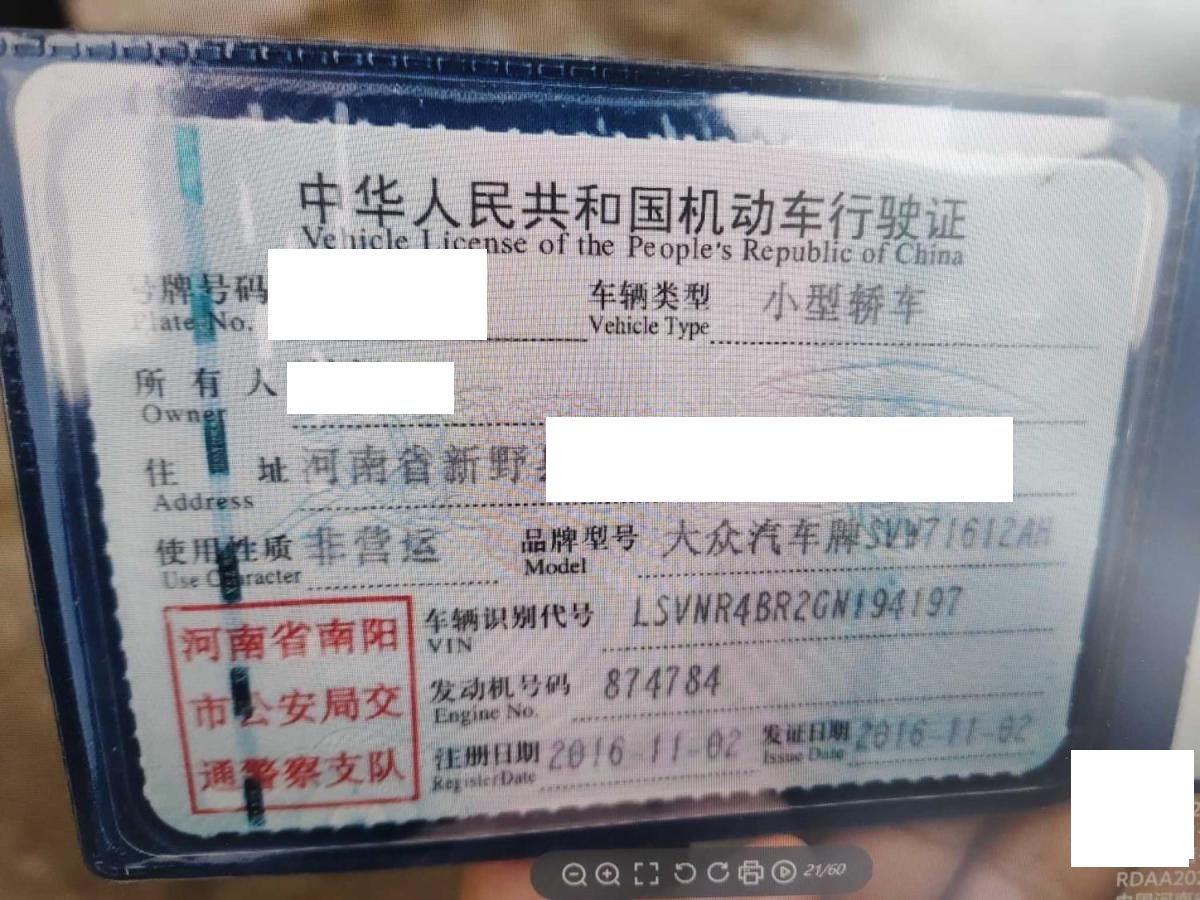 中华人民共和国机动车行驶证
Vehicle License of the People's Republic of China
号牌号码
Plate No.
车辆类型 小型轿车
Vehicle Type
所有人
Owner
住址 河南省新野县
Address
使用性质 非营运
Use Character
品牌型号 大众汽车牌SVW71612AH
Model
河南省南阳
市公安局交
通警察支队
车辆识别代号 LSVNR4BR2GN194197
VIN
发动机号码 874784
Engine No.
注册日期 2016-11-02
Register Date
发证日期 2016-11-02
Issue Date
21/60
RDAA202